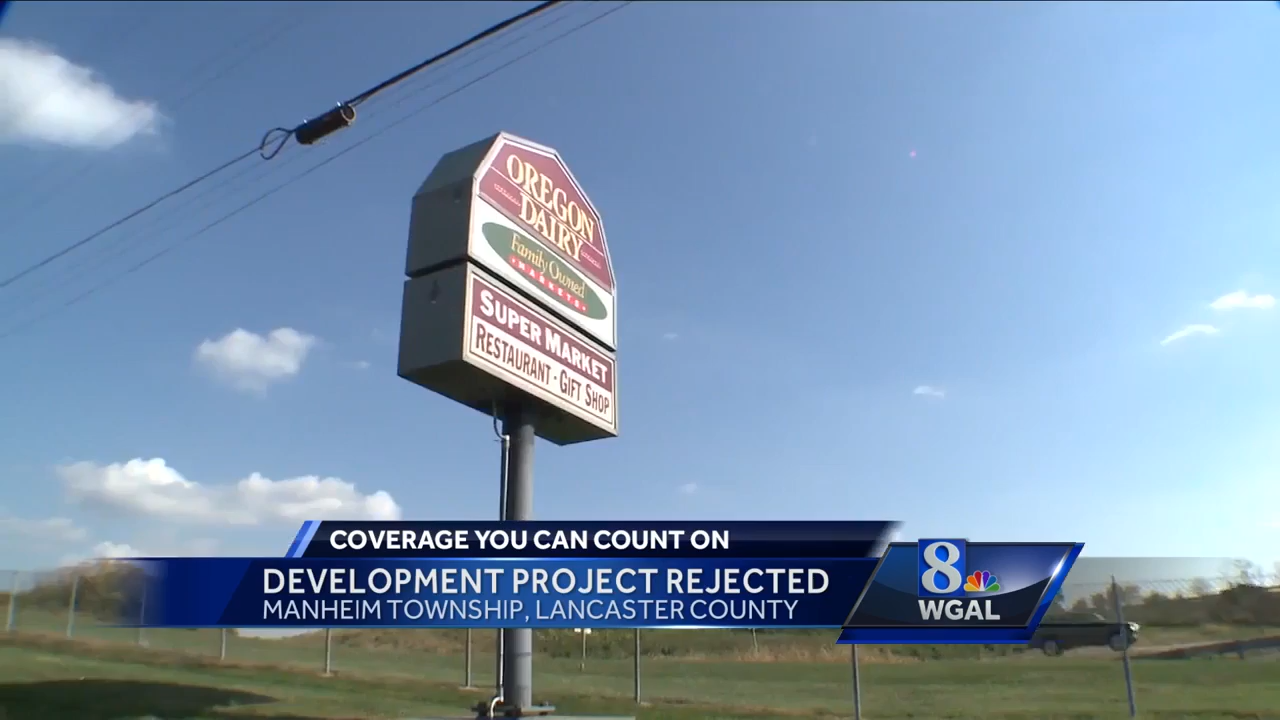 OREGON
DAIRY
Family Owned
MARKETS
SUPER MARKET
RESTAURANT · GIFT SHOP
COVERAGE YOU CAN COUNT ON
DEVELOPMENT PROJECT REJECTED
MANHEIM TOWNSHIP, LANCASTER COUNTY
8
WGAL